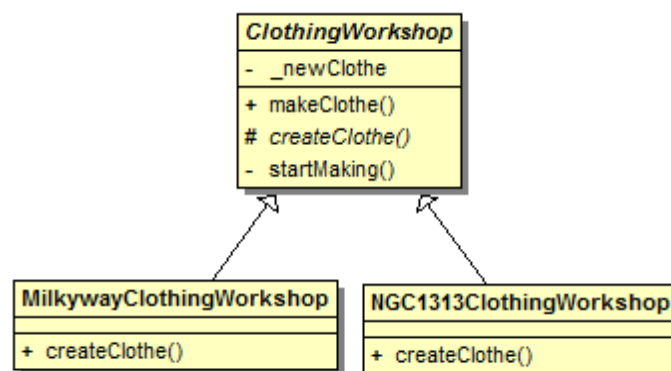 ClothingWorkshop
- _newClothe
+ makeClothe()
# createClothe()
- startMaking()
MilkywayClothingWorkshop
+ createClothe()
NGC1313ClothingWorkshop
+ createClothe()